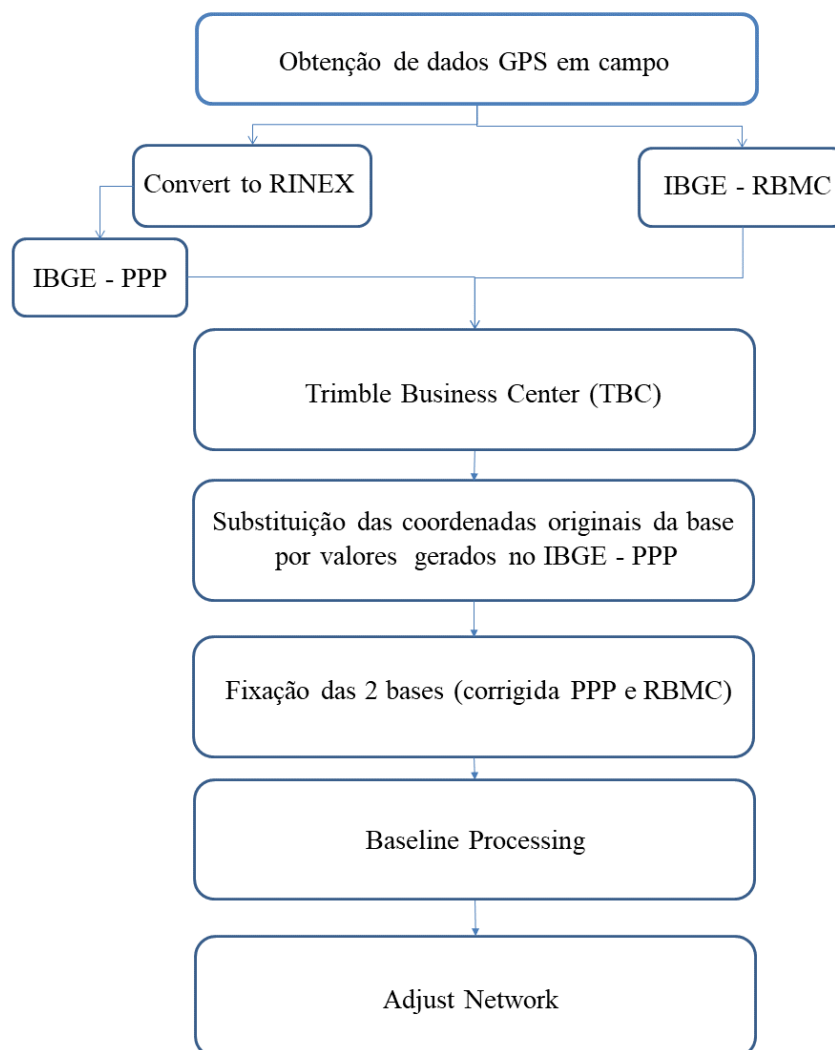 Obtenção de dados GPS em campo
Convert to RINEX
IBGE - RBMC
IBGE - PPP
Trimble Business Center (TBC)
Substituição das coordenadas originais da base
por valores gerados no IBGE - PPP
Fixação das 2 bases (corrigida PPP e RBMC)
Baseline Processing
Adjust Network